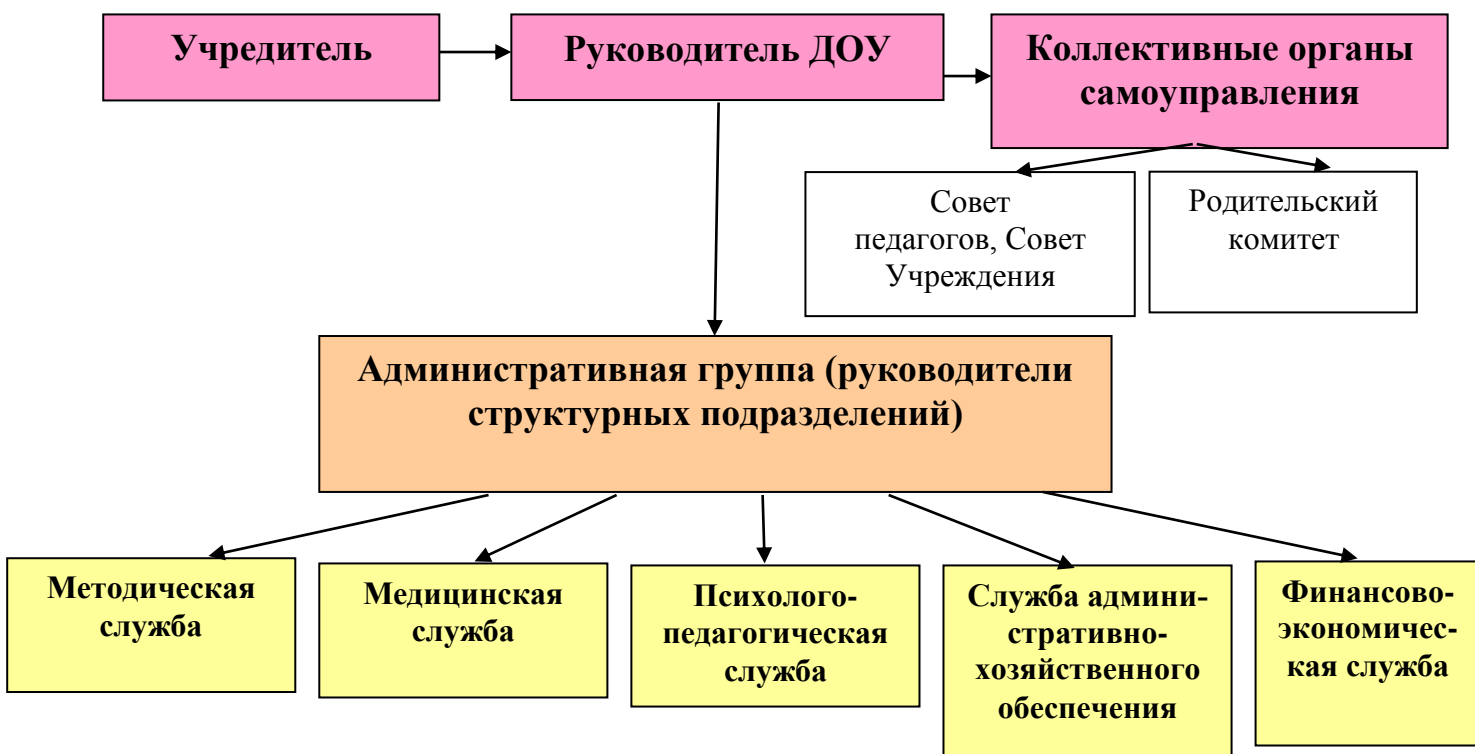 Учредитель
Руководитель ДОУ
Коллективные органы
самоуправления
Совет
педагогов, Совет
Учреждения
Родительский
комитет
Административная группа (руководители
структурных подразделений)
Методическая
служба
Медицинская
служба
Психолого-
педагогическая
служба
Служба админи-
стративно-
хозяйственного
обеспечения
Финансово-
экономичес-
кая служба